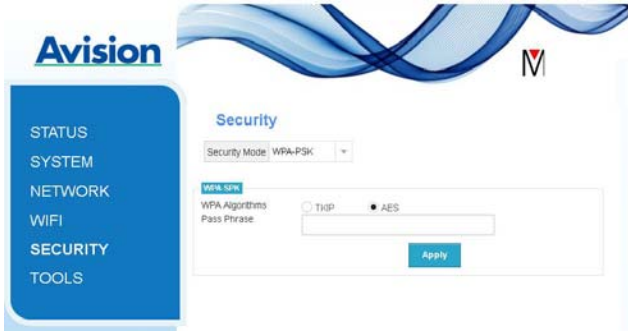 Avision
M
STATUS
SYSTEM
NETWORK
WIFI
SECURITY
TOOLS
Security
Security Mode WPA-PSK
WPA-SPK
WPA Algorithms TKIP AES
Pass Phrase
Apply